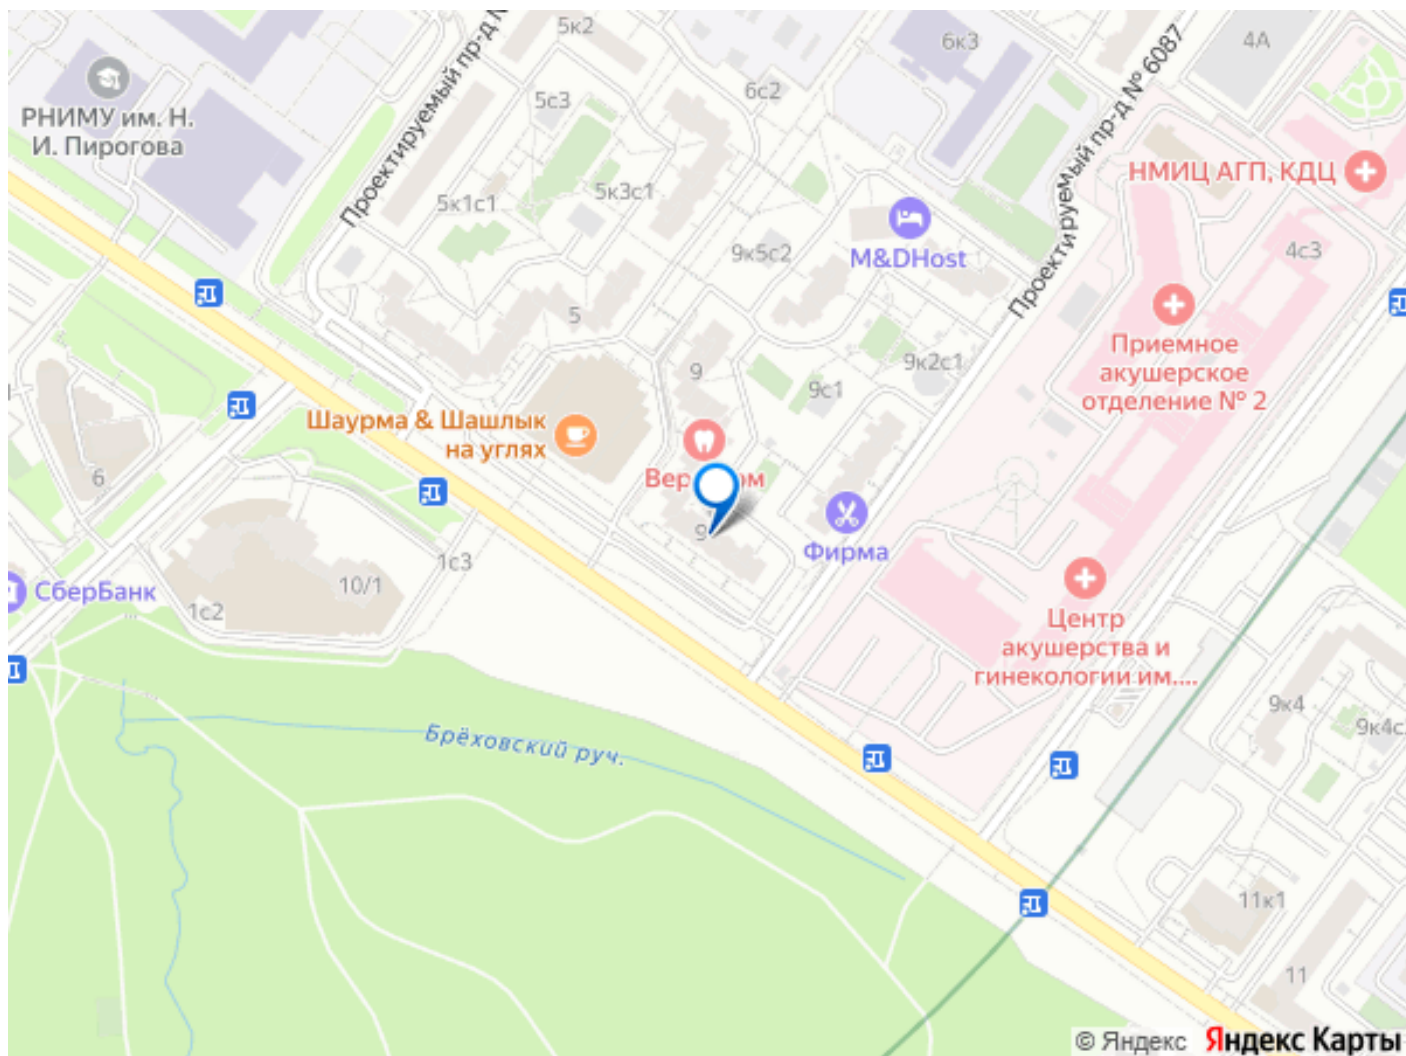 5к2
Проектируемый пр-д №
6к3
4А
Проектируемый пр-д № 6087
РНИМУ им. Н.
И. Пирогова
5с3
6с2
НМИЦ АГП, КДЦ
5к1с1
5к3с1
9к5с2
M&DHost
4с3
5
Приемное
акушерское
отделение № 2
9
9с1
9к2с1
Шаурма & Шашлык
на углях
6
9
Фирма
1с3
10/1
СберБанк
1с2
Центр
акушерства и
гинекологии им....
9к4
9к4с
Брёховский руч.
11к1
11
© Яндекс Яндекс Карты